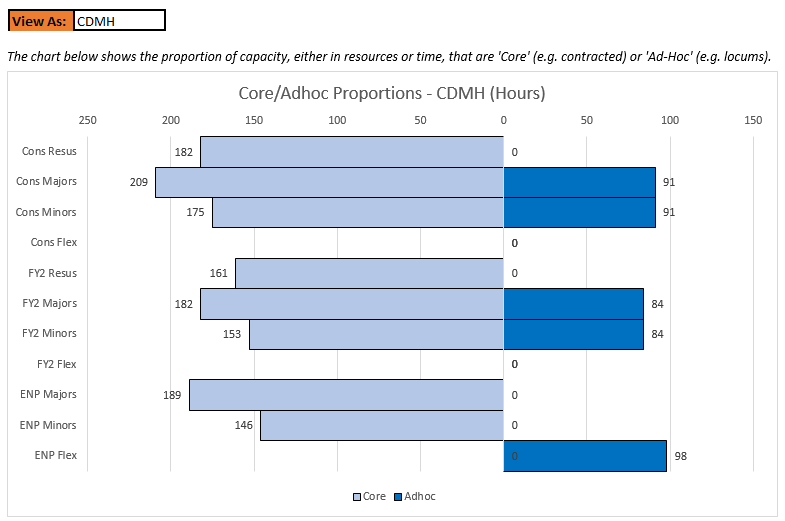 View As: CDMH
The chart below shows the proportion of capacity, either in resources or time, that are 'Core' (e.g. contracted) or 'Ad-Hoc' (e.g. locums).
Core/Adhoc Proportions - CDMH (Hours)
250 200 150 100 50 0 50 100 150
Cons Resus 182 0
Cons Majors 209 91
Cons Minors 175 91
Cons Flex 0
FY2 Resus 161 0
FY2 Majors 182 84
FY2 Minors 153 84
FY2 Flex 0
ENP Majors 189 0
ENP Minors 146 0
ENP Flex 0 98
Core Adhoc